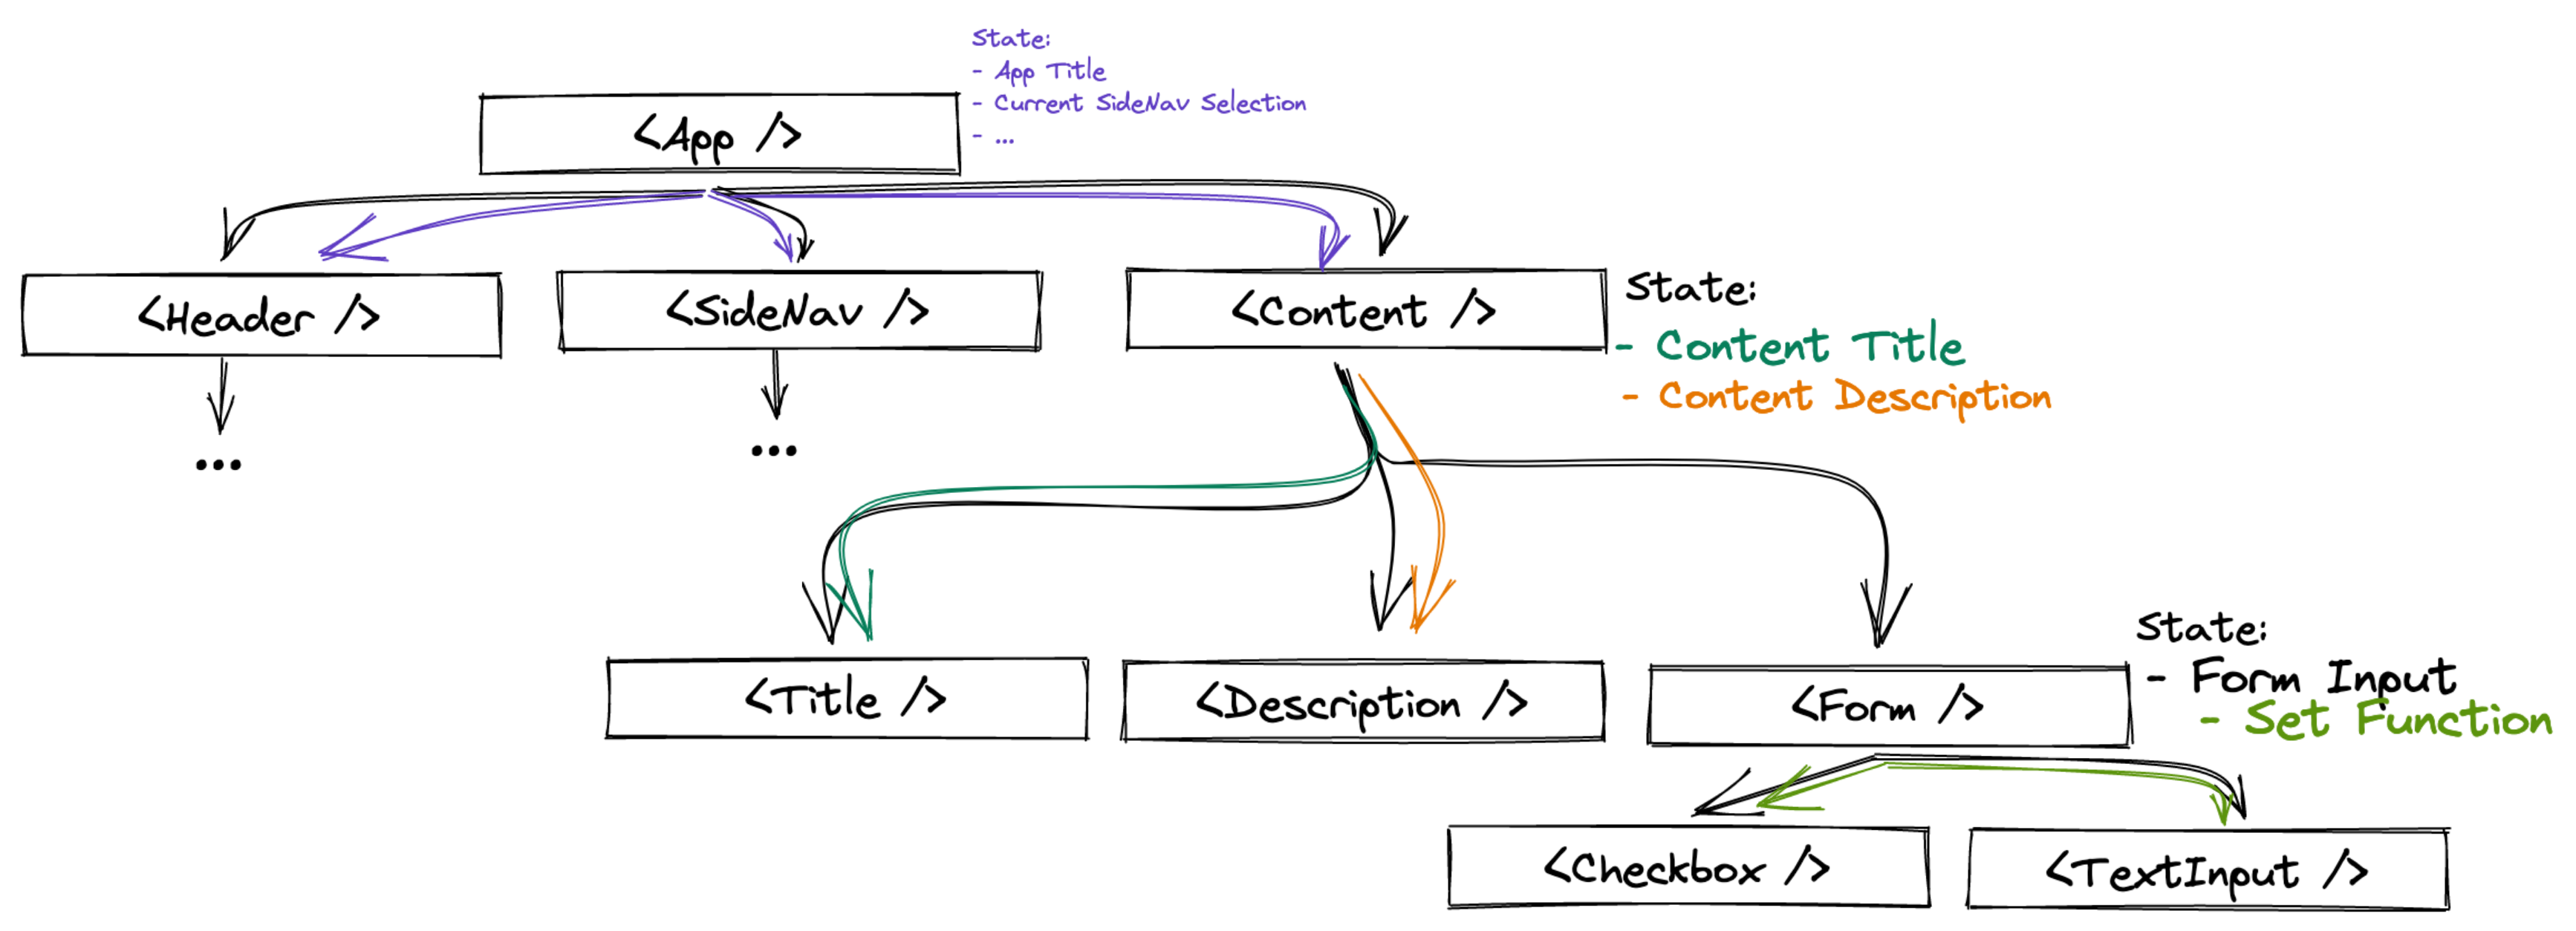 State:
- App Title
- Current SideNav Selection
- ...
<App />
<Header />
<SideNav />
<Content />
State:
- Content Title
- Content Description
...
...
<Title />
<Description />
<Form />
State:
- Form Input
- Set Function
<Checkbox />
<TextInput />